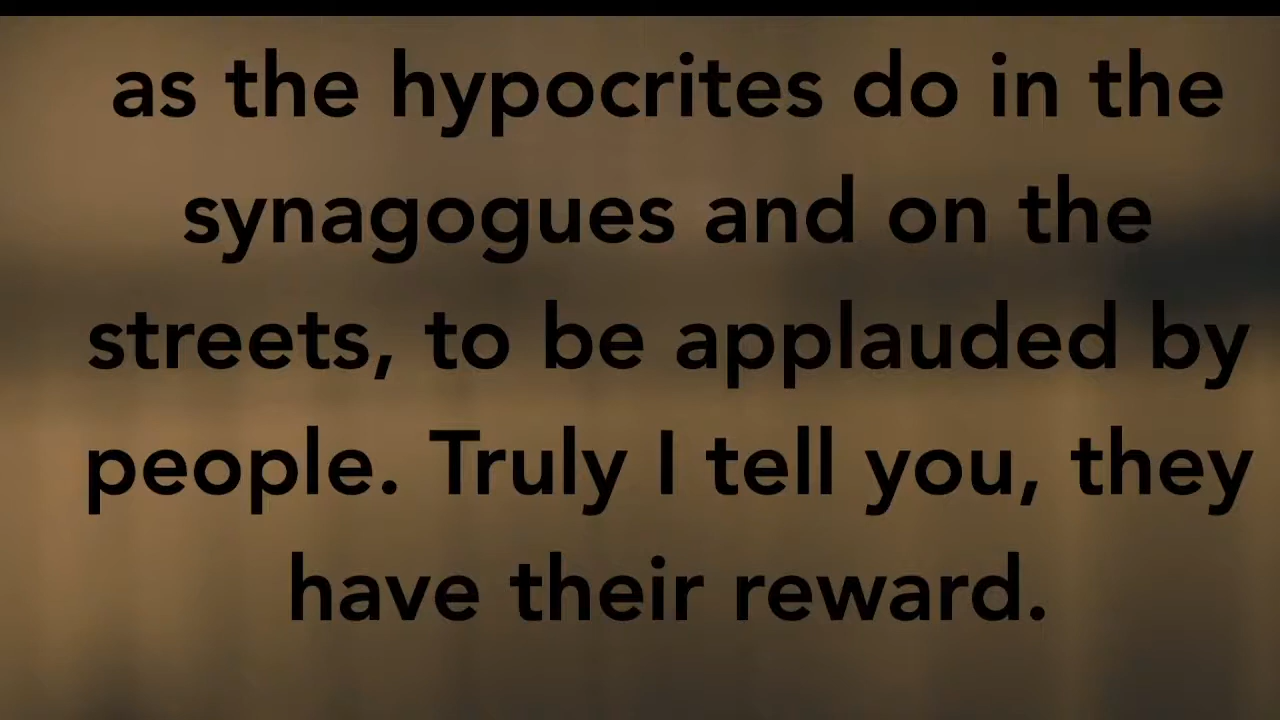 as the hypocrites do in the
synagogues and on the
streets, to be applauded by
people. Truly I tell you, they
have their reward.